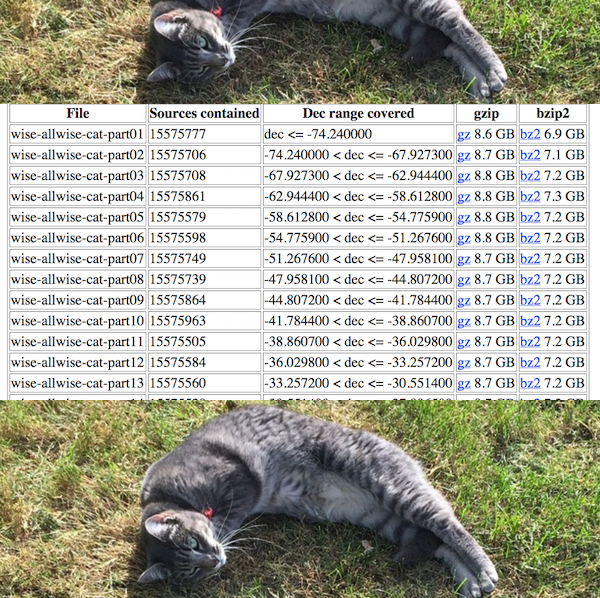 File Sources contained Dec range covered gzip bzip2
wise-allwise-cat-part01 15575777 dec <= -74.240000 gz 8.6 GB bz2 6.9 GB
wise-allwise-cat-part02 15575706 -74.240000 < dec <= -67.927300 gz 8.7 GB bz2 7.1 GB
wise-allwise-cat-part03 15575708 -67.927300 < dec <= -62.944400 gz 8.8 GB bz2 7.2 GB
wise-allwise-cat-part04 15575861 -62.944400 < dec <= -58.612800 gz 8.8 GB bz2 7.3 GB
wise-allwise-cat-part05 15575579 -58.612800 < dec <= -54.775900 gz 8.8 GB bz2 7.2 GB
wise-allwise-cat-part06 15575598 -54.775900 < dec <= -51.267600 gz 8.8 GB bz2 7.2 GB
wise-allwise-cat-part07 15575749 -51.267600 < dec <= -47.958100 gz 8.7 GB bz2 7.2 GB
wise-allwise-cat-part08 15575739 -47.958100 < dec <= -44.807200 gz 8.7 GB bz2 7.2 GB
wise-allwise-cat-part09 15575864 -44.807200 < dec <= -41.784400 gz 8.7 GB bz2 7.2 GB
wise-allwise-cat-part10 15575963 -41.784400 < dec <= -38.860700 gz 8.7 GB bz2 7.2 GB
wise-allwise-cat-part11 15575505 -38.860700 < dec <= -36.029800 gz 8.7 GB bz2 7.2 GB
wise-allwise-cat-part12 15575584 -36.029800 < dec <= -33.257200 gz 8.7 GB bz2 7.2 GB
wise-allwise-cat-part13 15575560 -33.257200 < dec <= -30.551400 gz 8.7 GB bz2 7.2 GB